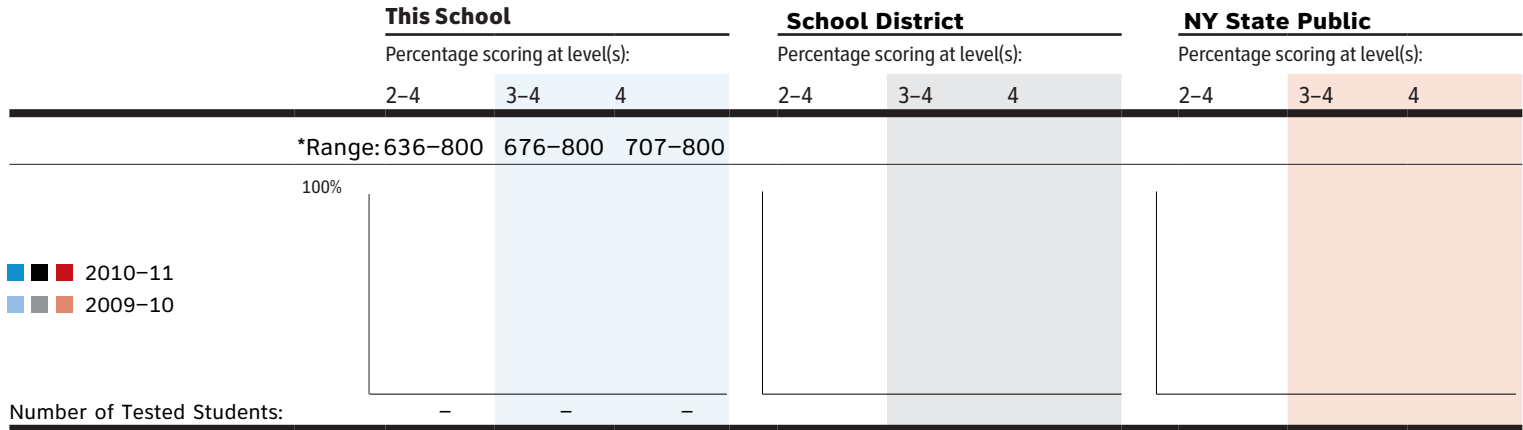 This School School District NY State Public
Percentage scoring at level(s): Percentage scoring at level(s): Percentage scoring at level(s):
2–4 3–4 4 2–4 3–4 4 2–4 3–4 4
*Range: 636–800 676–800 707–800
100%
2010–11
2009–10
Number of Tested Students: – – –